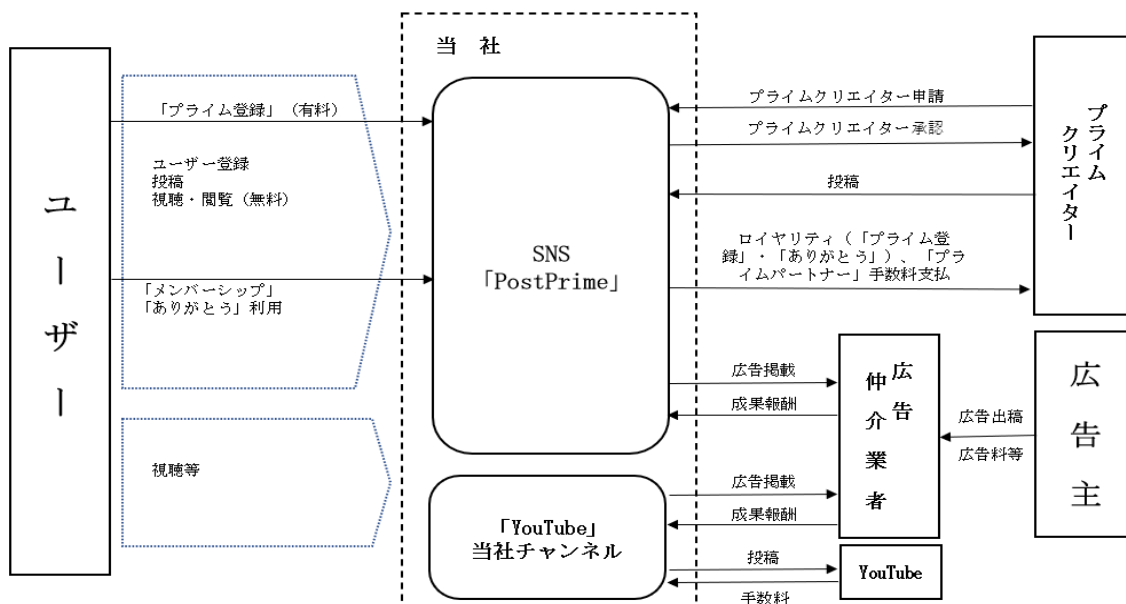 当 社
ユーザー
「プライム登録」（有料）
ユーザー登録
投稿
視聴・閲覧（無料）
「メンバーシップ」
「ありがとう」利用
視聴等
SNS
「PostPrime」
「YouTube」
当社チャンネル
プライムクリエイター申請
プライムクリエイター承認
投稿
ロイヤリティ（「プライム登
録」・「ありがとう」）、「プラ
イムパートナー」手数料支払
プライム
クリエイター
広告掲載
成果報酬
広告掲載
成果報酬
広告
仲介業者
広告出稿
広告料等
広告主
投稿
手数料
YouTube